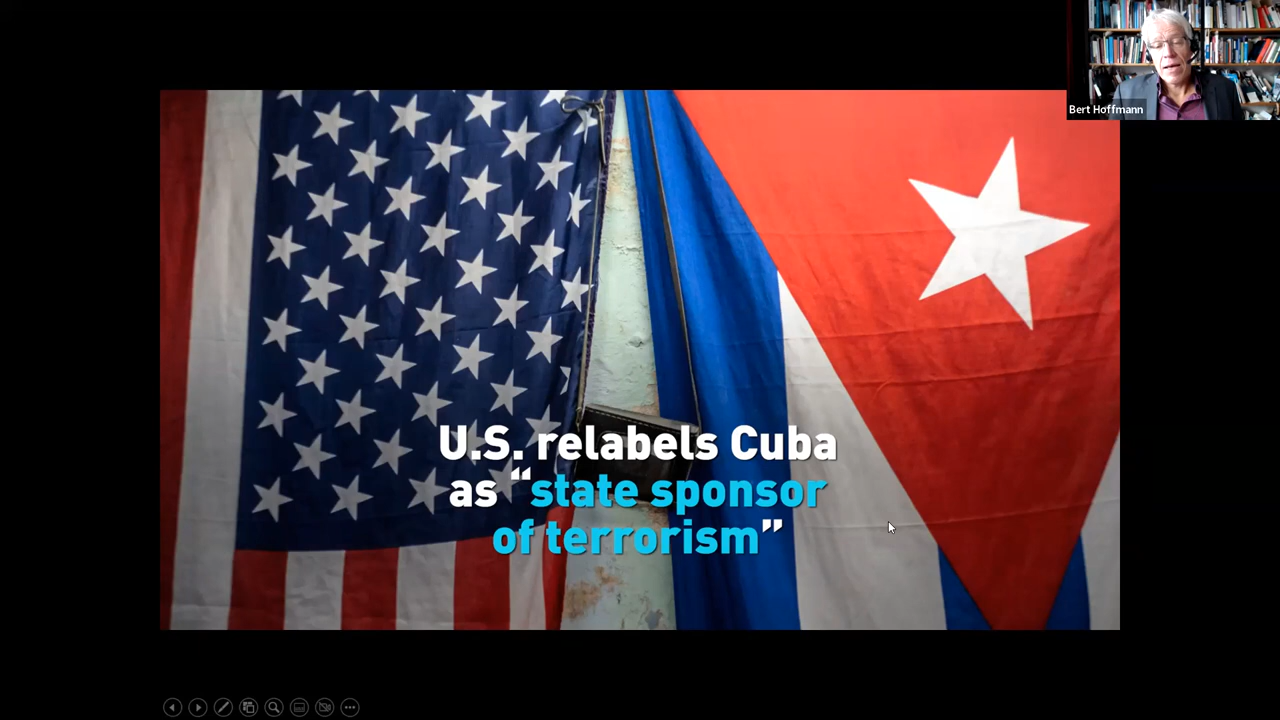 Bert Hoffmann
U.S. relabels Cuba
as “state sponsor
of terrorism”